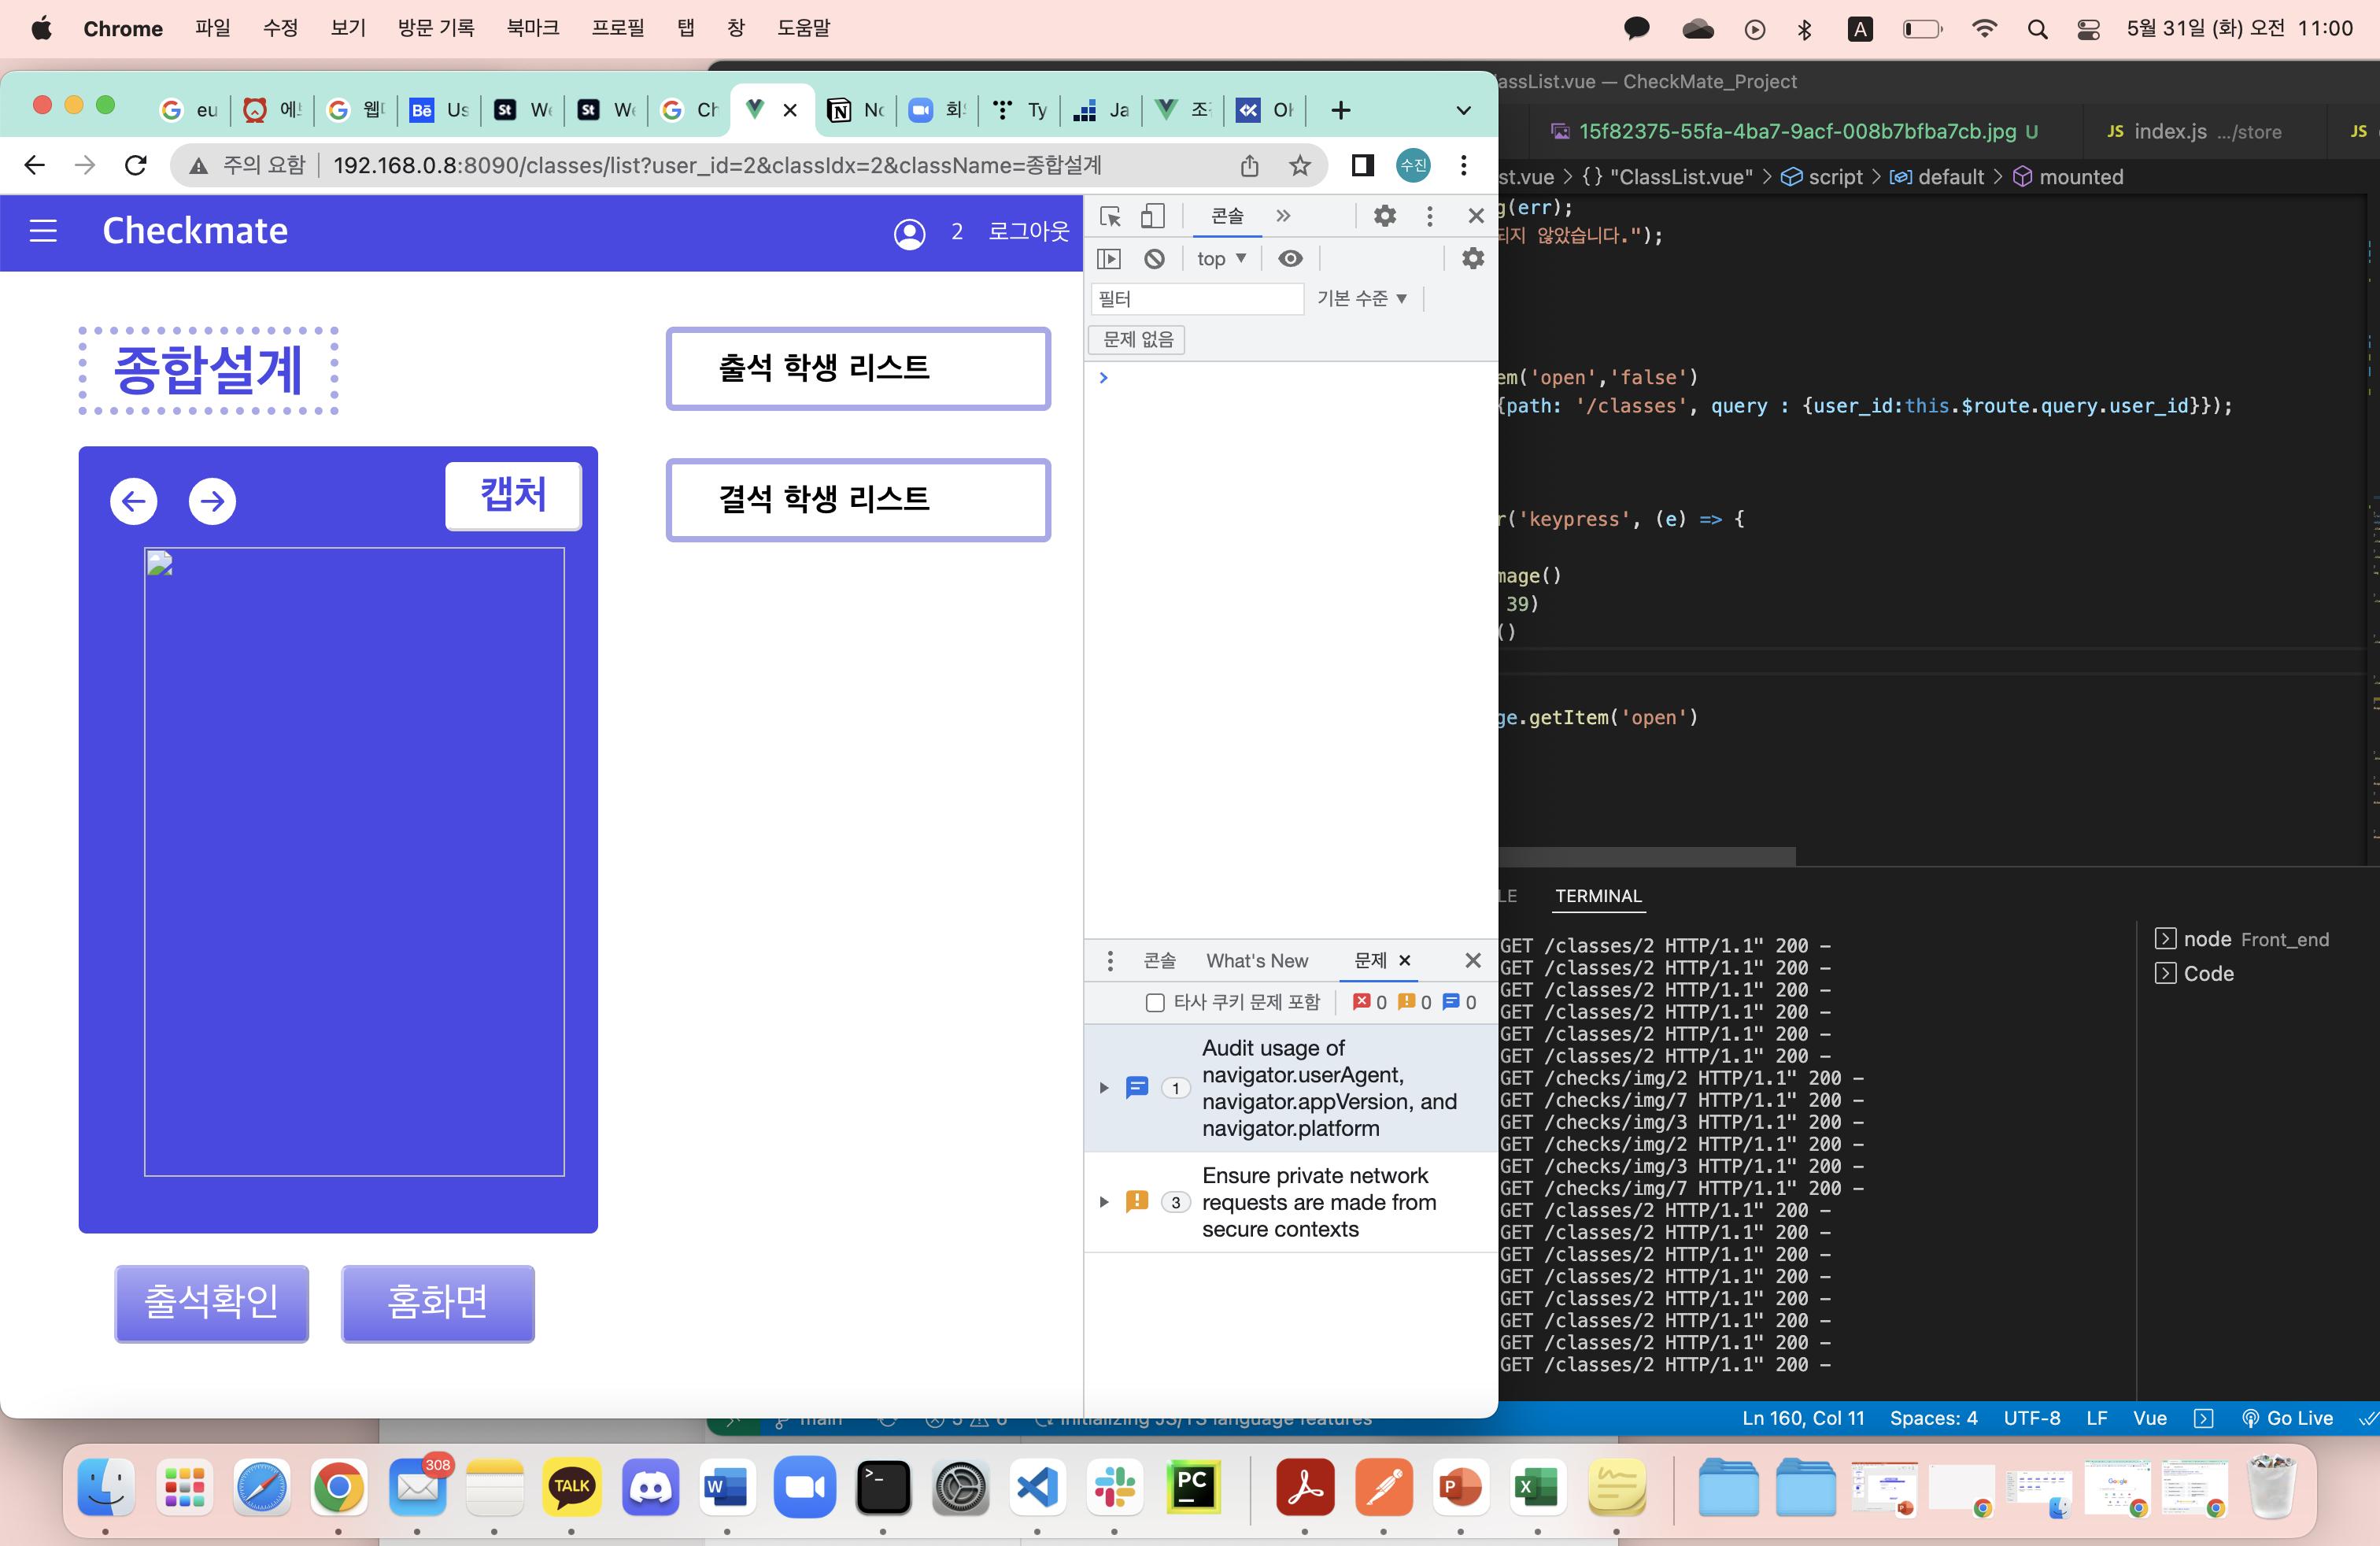 Chrome 파일 수정 보기 방문 기록 북마크 프로필 탭 창 도움말
A 5월 31일 (화) 오전 11:00
lassList.vue — CheckMate_Project
eu 에 웹 Us We We Ch No 회 Ty Ja 조 Ol
15f82375-55fa-4ba7-9acf-008b7bfba7cb.jpg U
JS index.js .../store
JS
주의 요함 192.168.0.8:8090/classes/list?user_id=2&classIdx=2&className=종합설계
수진
st.vue > {} "ClassList.vue" > script > default > mounted
Checkmate
2 로그아웃
종합설계
캡처
출석확인
홈화면
출석 학생 리스트
결석 학생 리스트
콘솔
top
필터
기본 수준
문제 없음
콘솔 What's New 문제
타사 쿠키 문제 포함 0 0 0
1 Audit usage of
navigator.userAgent,
navigator.appVersion, and
navigator.platform
3 Ensure private network
requests are made from
secure contexts
g(err);
되지 않았습니다.");
em('open','false')
{path: '/classes', query : {user_id:this.$route.query.user_id}});
r('keypress', (e) => {
mage()
39)
()
ge.getItem('open')
LE TERMINAL
GET /classes/2 HTTP/1.1" 200 –
GET /classes/2 HTTP/1.1" 200 –
GET /classes/2 HTTP/1.1" 200 –
GET /classes/2 HTTP/1.1" 200 –
GET /classes/2 HTTP/1.1" 200 –
GET /classes/2 HTTP/1.1" 200 –
GET /checks/img/2 HTTP/1.1" 200 –
GET /checks/img/7 HTTP/1.1" 200 –
GET /checks/img/3 HTTP/1.1" 200 –
GET /checks/img/2 HTTP/1.1" 200 –
GET /checks/img/3 HTTP/1.1" 200 –
GET /checks/img/7 HTTP/1.1" 200 –
GET /classes/2 HTTP/1.1" 200 –
GET /classes/2 HTTP/1.1" 200 –
GET /classes/2 HTTP/1.1" 200 –
GET /classes/2 HTTP/1.1" 200 –
GET /classes/2 HTTP/1.1" 200 –
GET /classes/2 HTTP/1.1" 200 –
GET /classes/2 HTTP/1.1" 200 –
GET /classes/2 HTTP/1.1" 200 –
node Front_end
Code
main Initializing JS/TS language features
Ln 160, Col 11 Spaces: 4 UTF-8 LF Vue Go Live
308
TALK
PC